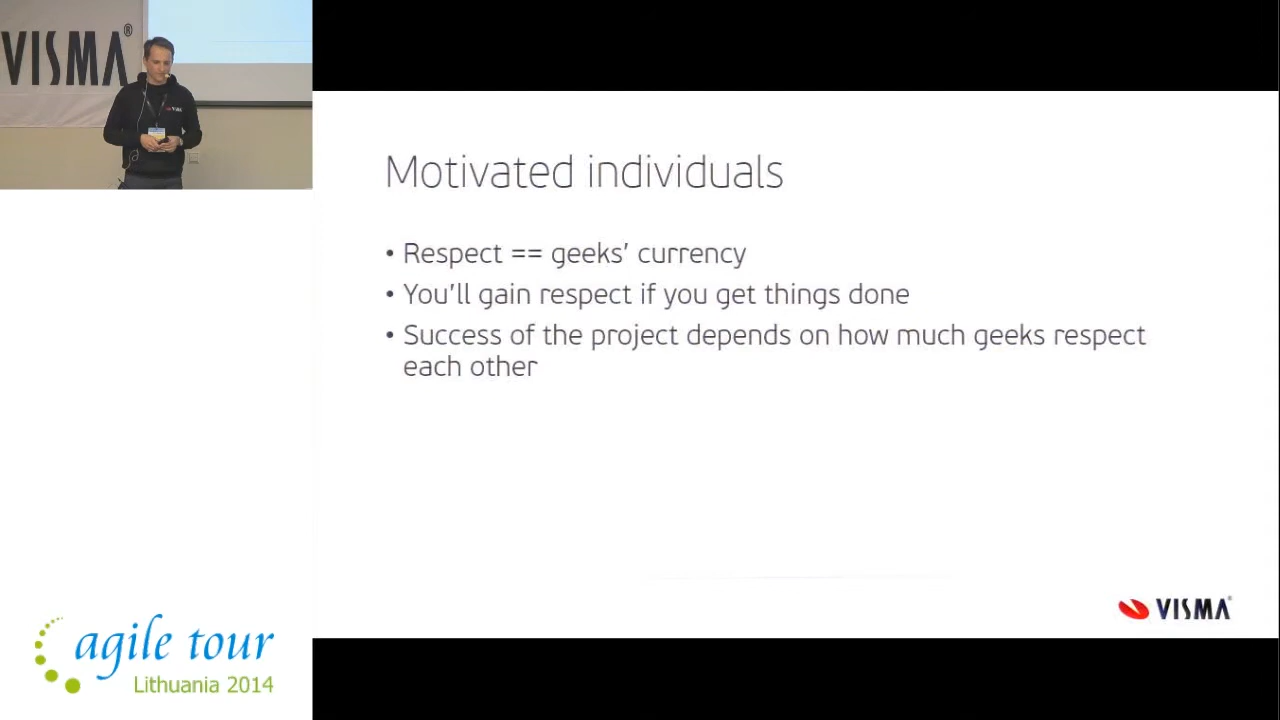 VISMA®
Motivated individuals
• Respect == geeks' currency
• You'll gain respect if you get things done
• Success of the project depends on how much geeks respect
each other
VISMA®
agile tour
Lithuania 2014